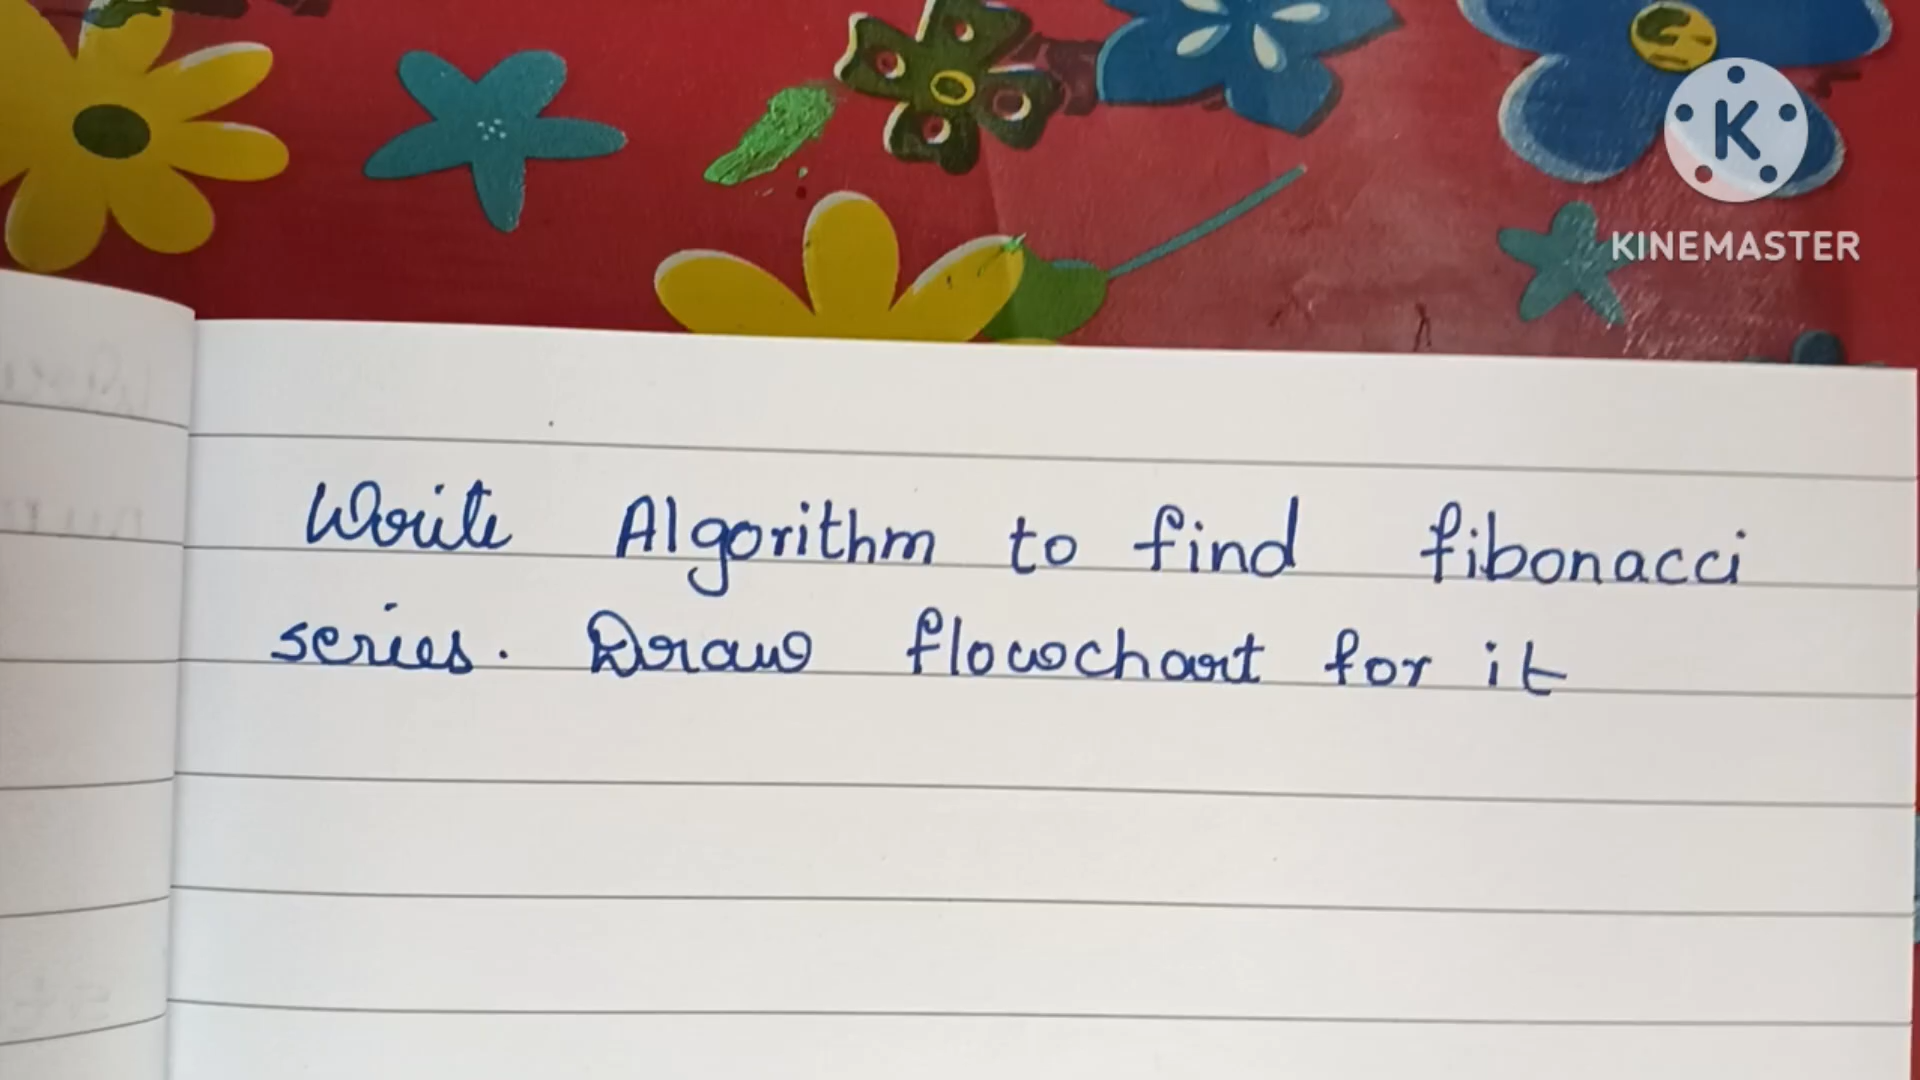 K
KINEMASTER
Write Algorithm to find fibonacci
series. Draw flowchart for it